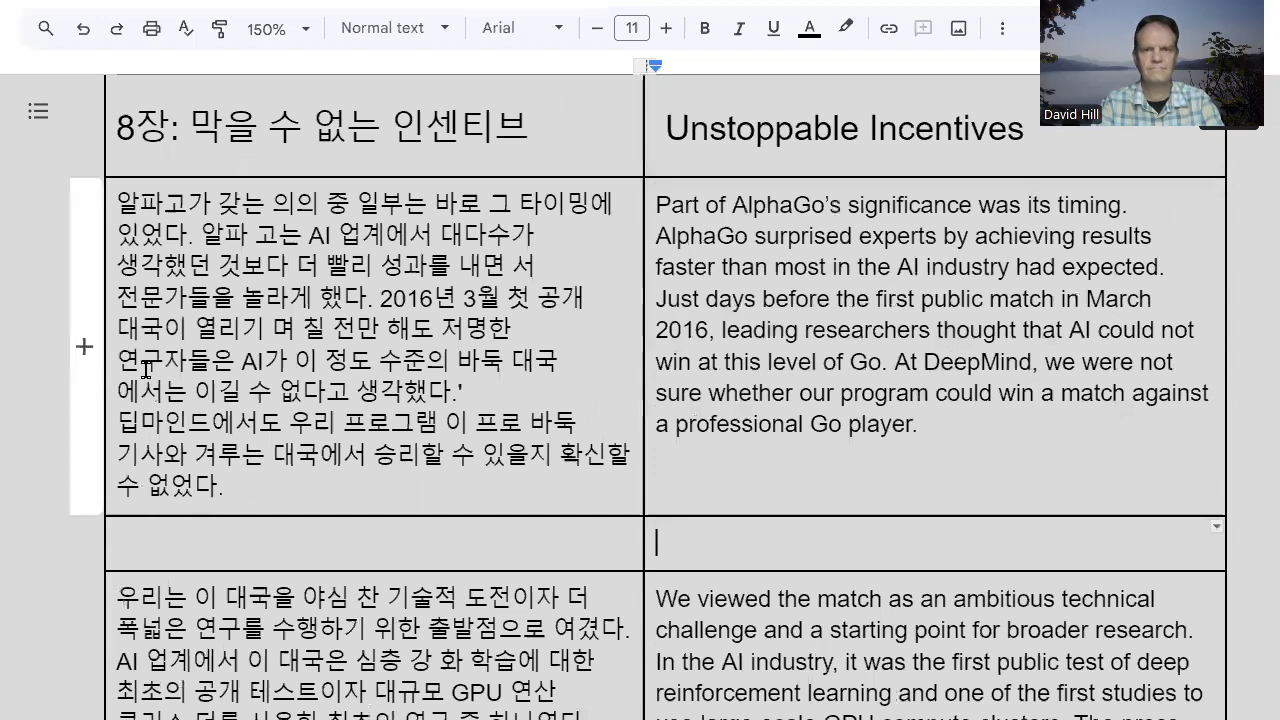 150%
Normal text
Arial
11
David Hill
8장: 막을 수 없는 인센티브
Unstoppable Incentives
알파고가 갖는 의의 중 일부는 바로 그 타이밍에
있었다. 알파 고는 AI 업계에서 대다수가
생각했던 것보다 더 빨리 성과를 내면 서
전문가들을 놀라게 했다. 2016년 3월 첫 공개
대국이 열리기 며 칠 전만 해도 저명한
연구자들은 AI가 이 정도 수준의 바둑 대국
에서는 이길 수 없다고 생각했다.'
딥마인드에서도 우리 프로그램 이 프로 바둑
기사와 겨루는 대국에서 승리할 수 있을지 확신할
수 없었다.
Part of AlphaGo’s significance was its timing.
AlphaGo surprised experts by achieving results
faster than most in the AI industry had expected.
Just days before the first public match in March
2016, leading researchers thought that AI could not
win at this level of Go. At DeepMind, we were not
sure whether our program could win a match against
a professional Go player.
우리는 이 대국을 야심 찬 기술적 도전이자 더
폭넓은 연구를 수행하기 위한 출발점으로 여겼다.
AI 업계에서 이 대국은 심층 강 화 학습에 대한
최초의 공개 테스트이자 대규모 GPU 연산
We viewed the match as an ambitious technical
challenge and a starting point for broader research.
In the AI industry, it was the first public test of deep
reinforcement learning and one of the first studies to
use large-scale GPU compute clusters. The press